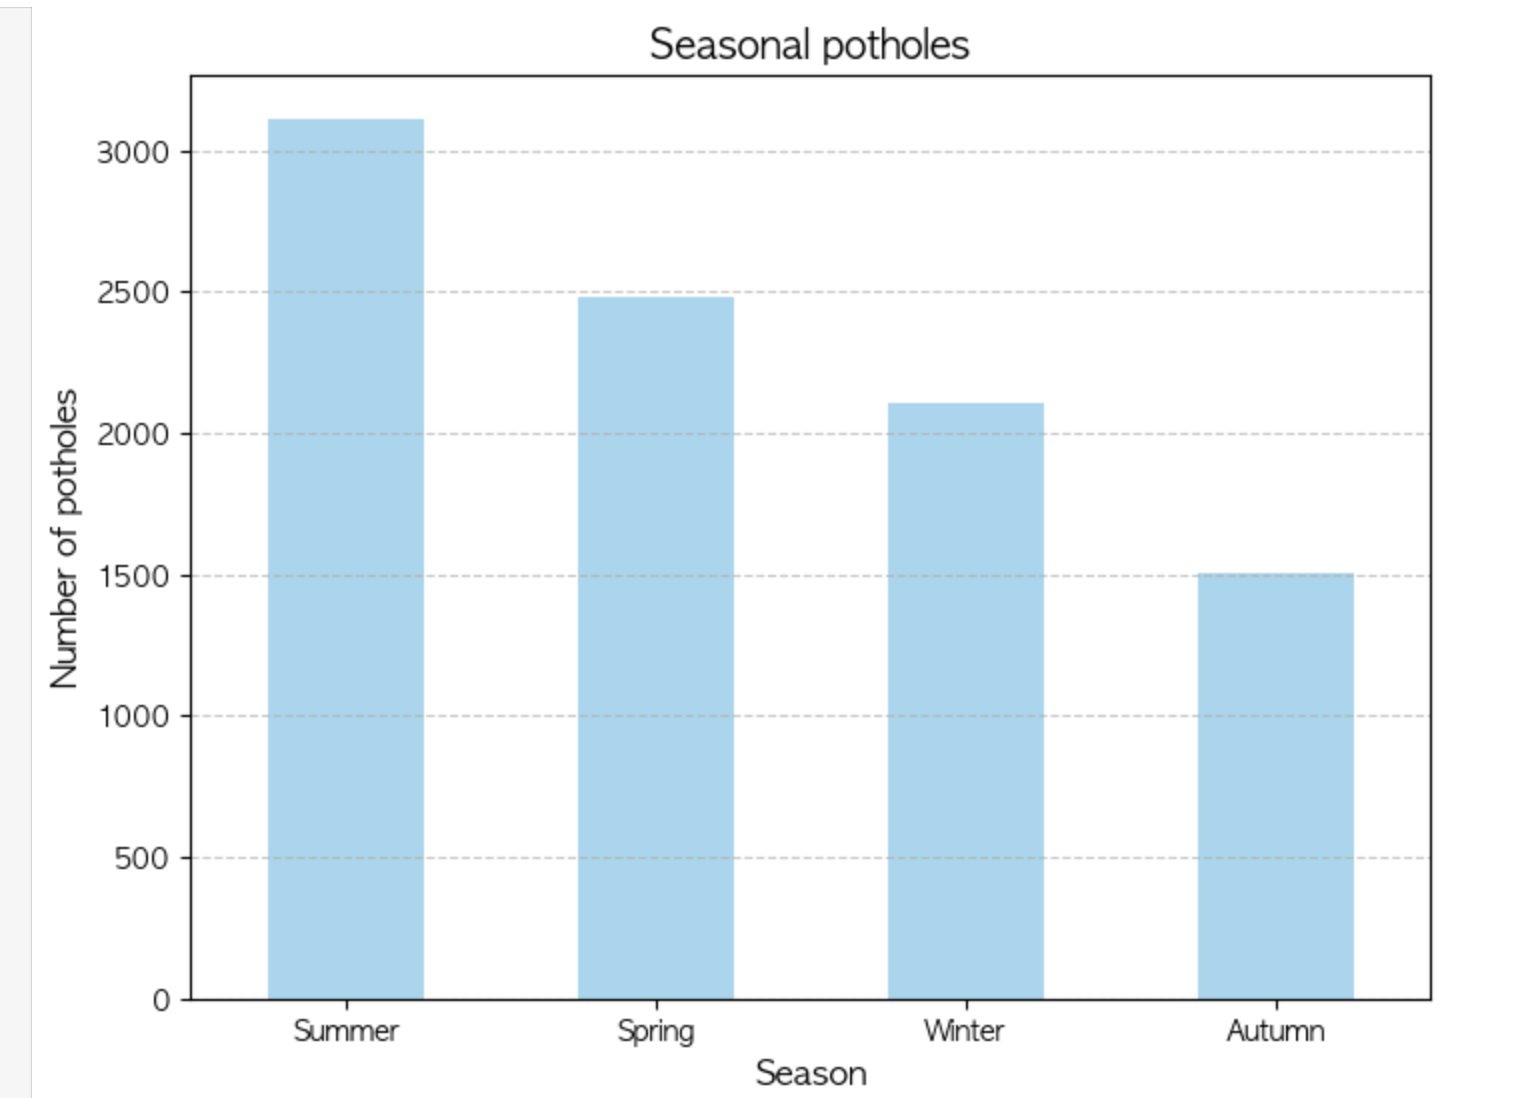 Seasonal potholes
3000
2500
2000
1500
1000
500
0
Number of potholes
Summer
Spring
Winter
Autumn
Season